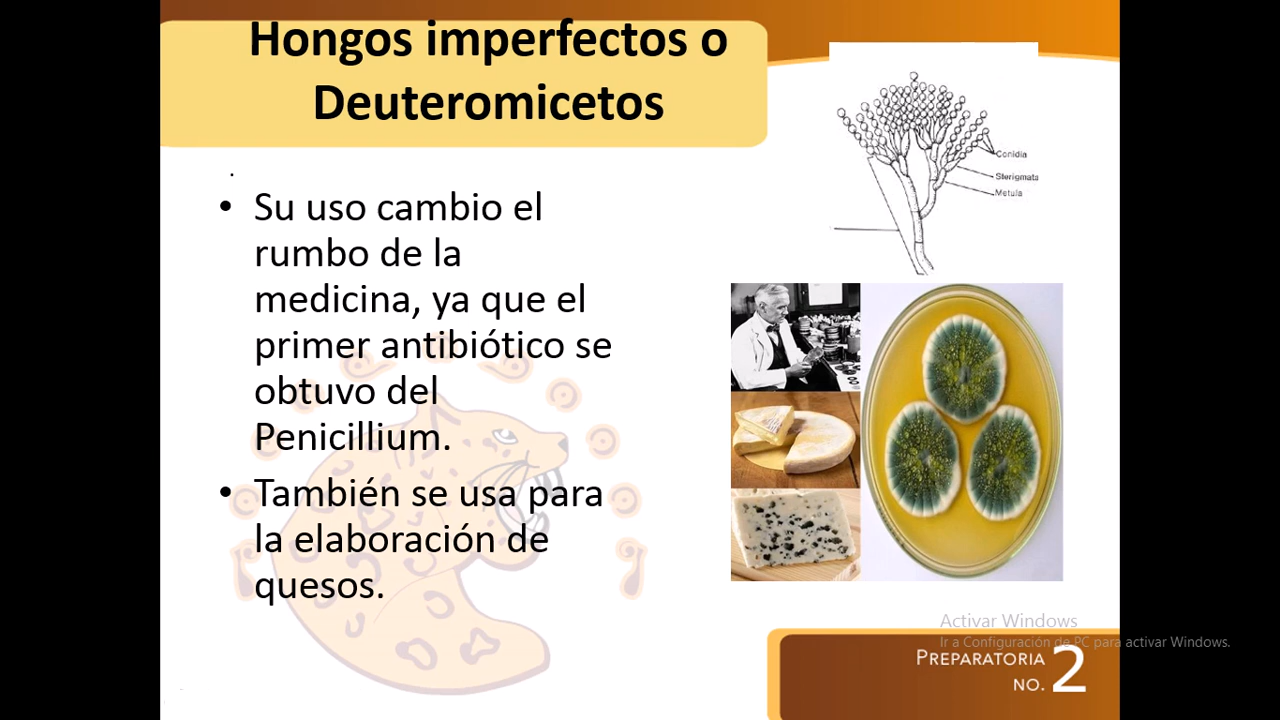 Hongos imperfectos o
Deuteromicetos
.
• Su uso cambio el
rumbo de la
medicina, ya que el
primer antibiótico se
obtuvo del
Penicillium.
• También se usa para
la elaboración de
quesos.
Conidia
Sterigmata
Metula
Activar Windows
Ir a Configuración de PC para activar Windows.
PREPARATORIA
NO. 2